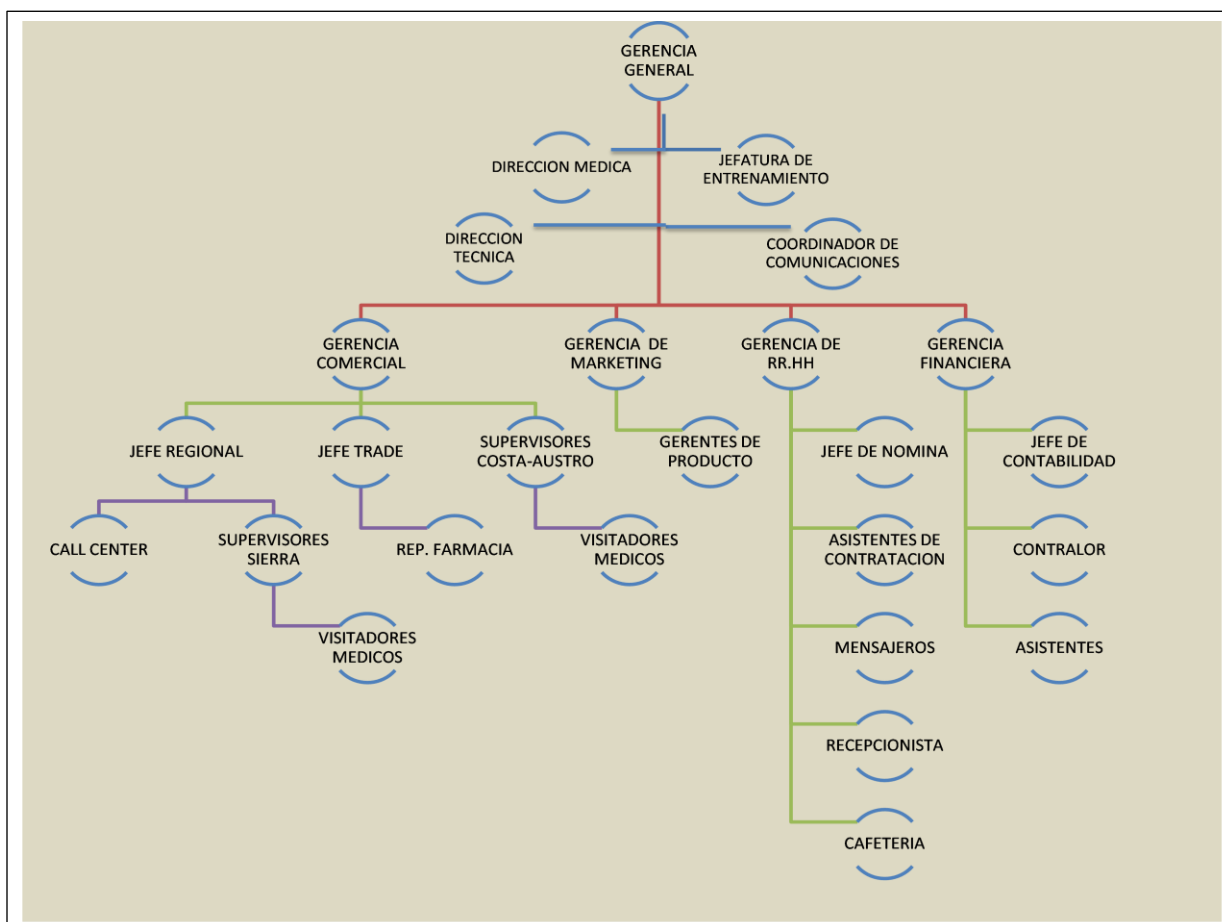 GERENCIA
GENERAL
DIRECCION MEDICA
JEFATURA DE
ENTRENAMIENTO
DIRECCION
TECNICA
COORDINADOR DE
COMUNICACIONES
GERENCIA
COMERCIAL
GERENCIA DE
MARKETING
GERENCIA DE
RR.HH
GERENCIA
FINANCIERA
JEFE REGIONAL
JEFE TRADE
SUPERVISORES
COSTA-AUSTRO
GERENTES DE
PRODUCTO
JEFE DE NOMINA
JEFE DE
CONTABILIDAD
CALL CENTER
SUPERVISORES
SIERRA
REP. FARMACIA
VISITADORES
MEDICOS
ASISTENTES DE
CONTRATACION
CONTRALOR
VISITADORES
MEDICOS
MENSAJEROS
ASISTENTES
RECEPCIONISTA
CAFETERIA